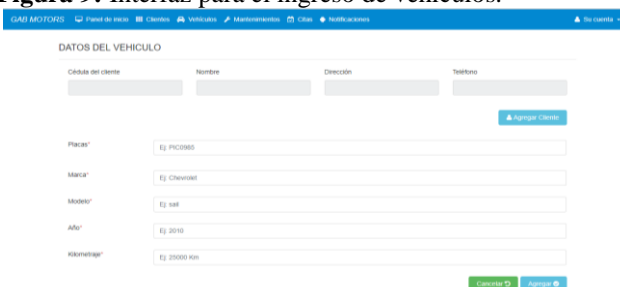 Figura 9: Interfaz para el ingreso de vehículos.
GAB MOTORS Panel de inicio Clientes Vehículos Mantenimientos Citas Notificaciones Su cuenta
DATOS DEL VEHICULO
Cédula del cliente Nombre Dirección Teléfono
Agregar Cliente
Placas* Ej: PIC0985
Marca* Ej: Chevrolet
Modelo* Ej: sail
Año* Ej: 2010
Kilometraje* Ej: 25000 Km
Cancelar Agregar